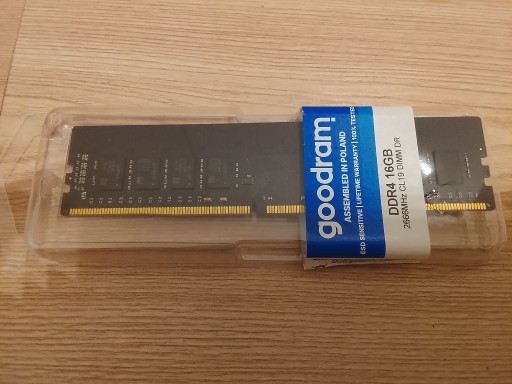 goodram
ASSEMBLED IN POLAND
ESD SENSITIVE | LIFETIME WARRANTY | 100% TESTED
DDR4 16GB
2666MHz CL19 DIMM DR